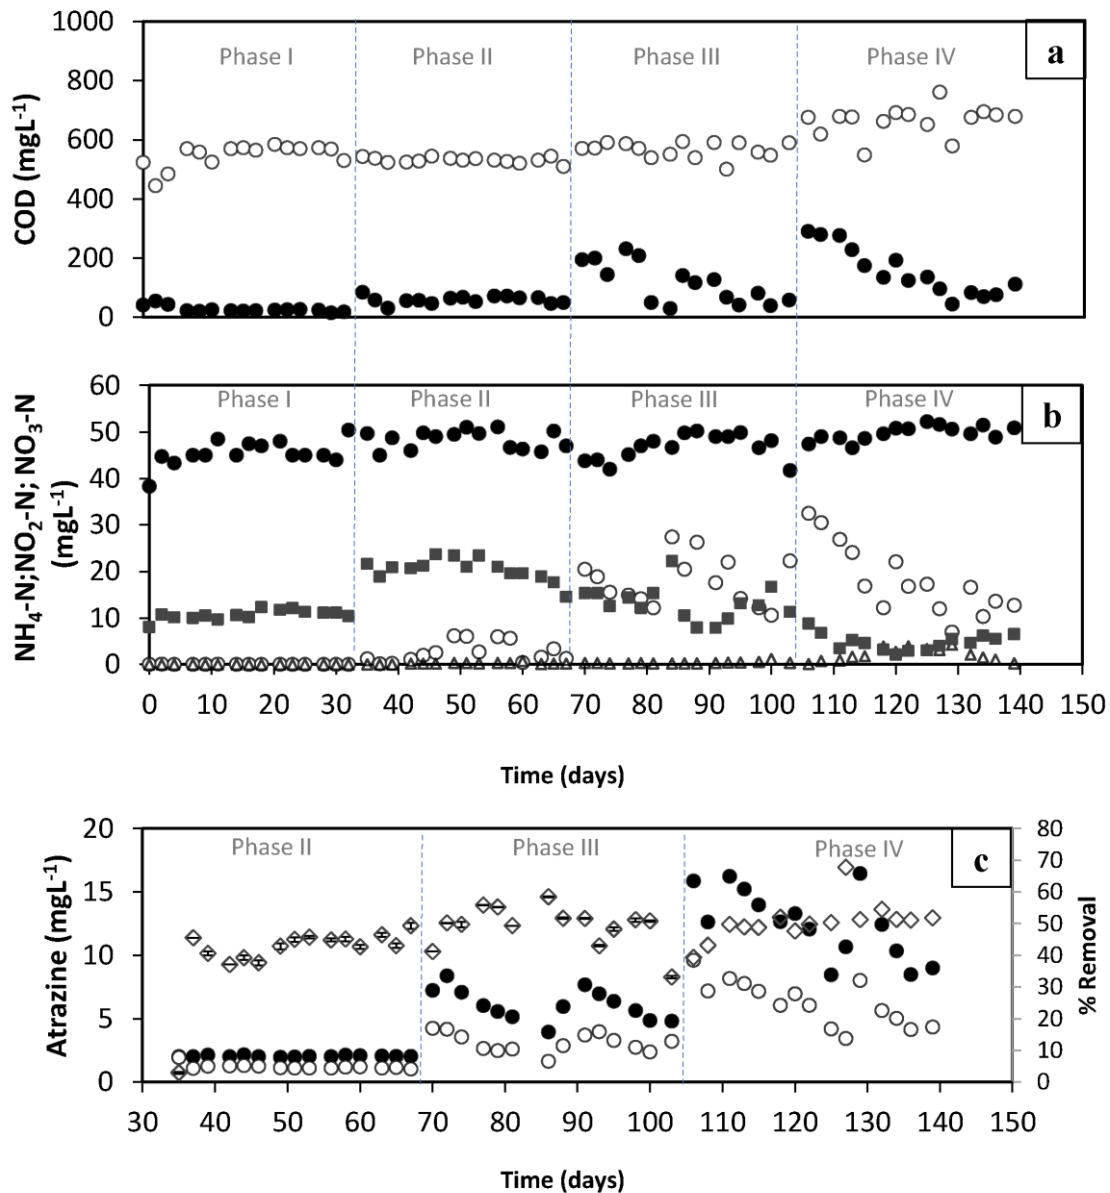 1000
800
600
400
200
0
COD (mgL-1)
Phase I Phase II Phase III Phase IV
a
60
50
40
30
20
10
0
NH4-N;NO2-N; NO3-N
(mgL-1)
Phase I Phase II Phase III Phase IV
b
0 10 20 30 40 50 60 70 80 90 100 110 120 130 140 150
Time (days)
20
15
10
5
0
Atrazine (mgL-1)
Phase II Phase III Phase IV
c
80
70
60
50
40
30
20
10
0
% Removal
30 40 50 60 70 80 90 100 110 120 130 140 150
Time (days)